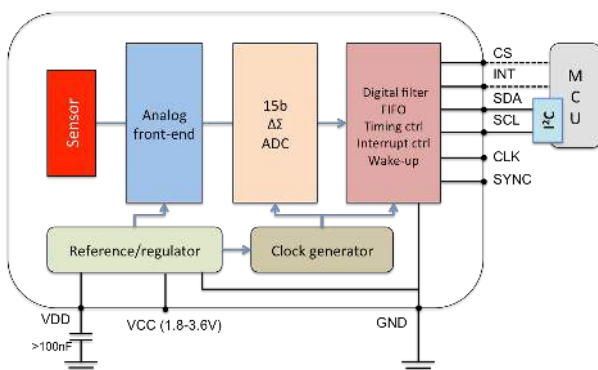 CS
INT
SDA
SCL
CLK
SYNC
MCU
I²C
Sensor
Analog
front-end
15b
ΔΣ
ADC
Digital filter
FIFO
Timing ctrl
Interrupt ctrl
Wake-up
Reference/regulator
Clock generator
VDD
VCC (1.8-3.6V)
GND
>100nF